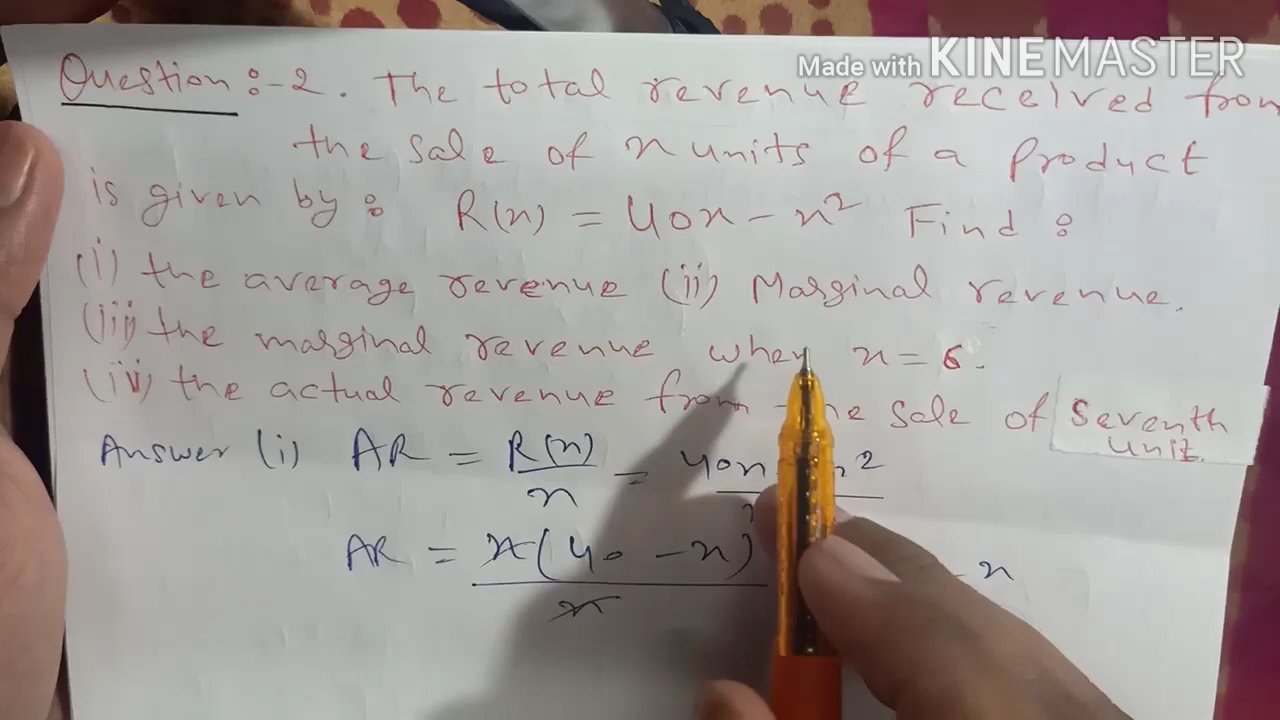 Made with KINEMASTER
Question :- 2. The total revenue received from
the sale of x units of a product
is given by : R(x) = 40x - x² Find :
(i) the average revenue (ii) Marginal revenue.
(iii) the marginal revenue when x = 6.
(iv) the actual revenue from the sale of Seventh
unit.
Answer (i) AR = R(x)/x = 40x x²
AR = x(40 - x)/x - x